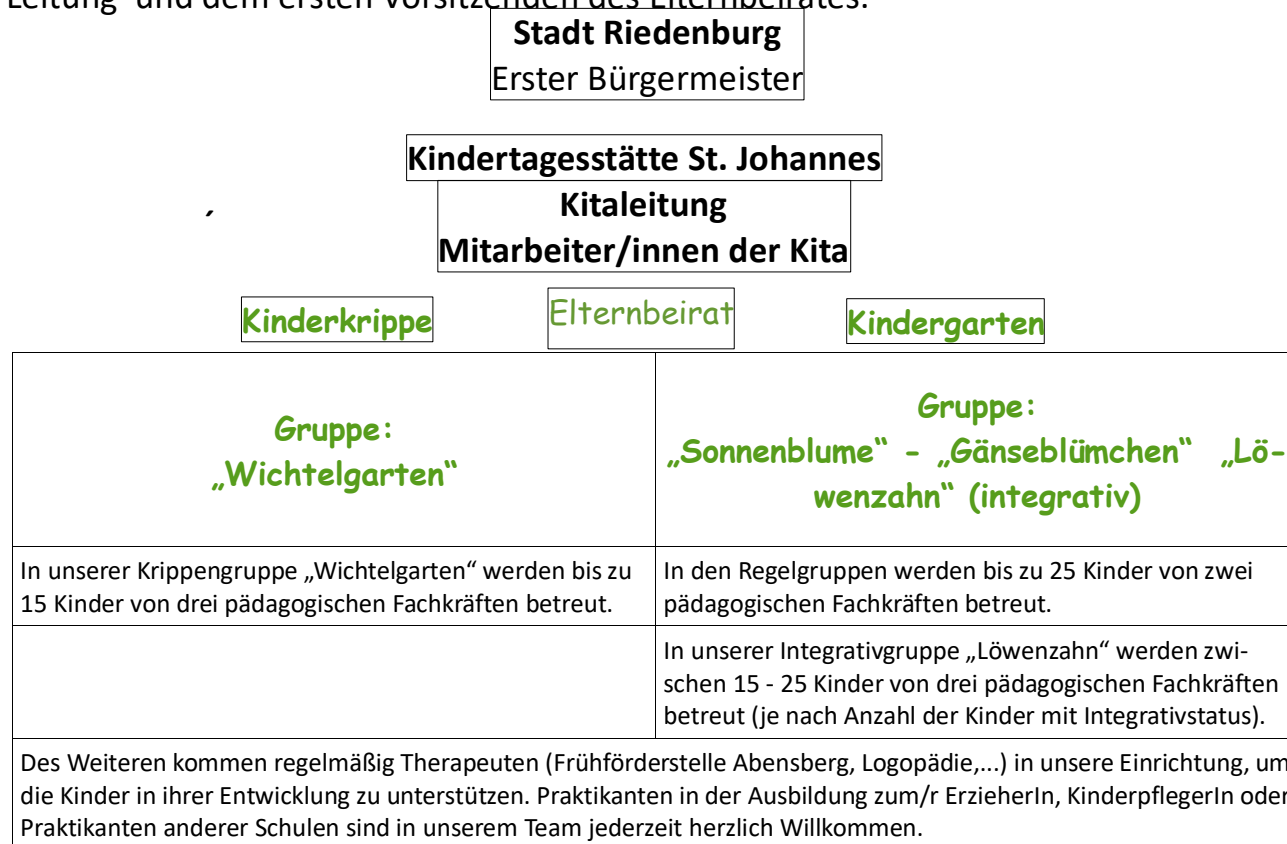 Leitung und dem ersten Vorsitzenden des Elternbeirates.
Stadt Riedenburg
Erster Bürgermeister
Kindertagesstätte St. Johannes
Kitaleitung
Mitarbeiter/innen der Kita
´
Kinderkrippe
Elternbeirat
Kindergarten
Gruppe:
„Wichtelgarten“
Gruppe:
„Sonnenblume“ - „Gänseblümchen“ „Lö-
wenzahn“ (integrativ)
In unserer Krippengruppe „Wichtelgarten“ werden bis zu
15 Kinder von drei pädagogischen Fachkräften betreut.
In den Regelgruppen werden bis zu 25 Kinder von zwei
pädagogischen Fachkräften betreut.
In unserer Integrativgruppe „Löwenzahn“ werden zwi-
schen 15 - 25 Kinder von drei pädagogischen Fachkräften
betreut (je nach Anzahl der Kinder mit Integrativstatus).
Des Weiteren kommen regelmäßig Therapeuten (Frühförderstelle Abensberg, Logopädie,...) in unsere Einrichtung, um
die Kinder in ihrer Entwicklung zu unterstützen. Praktikanten in der Ausbildung zum/r ErzieherIn, KinderpflegerIn oder
Praktikanten anderer Schulen sind in unserem Team jederzeit herzlich Willkommen.